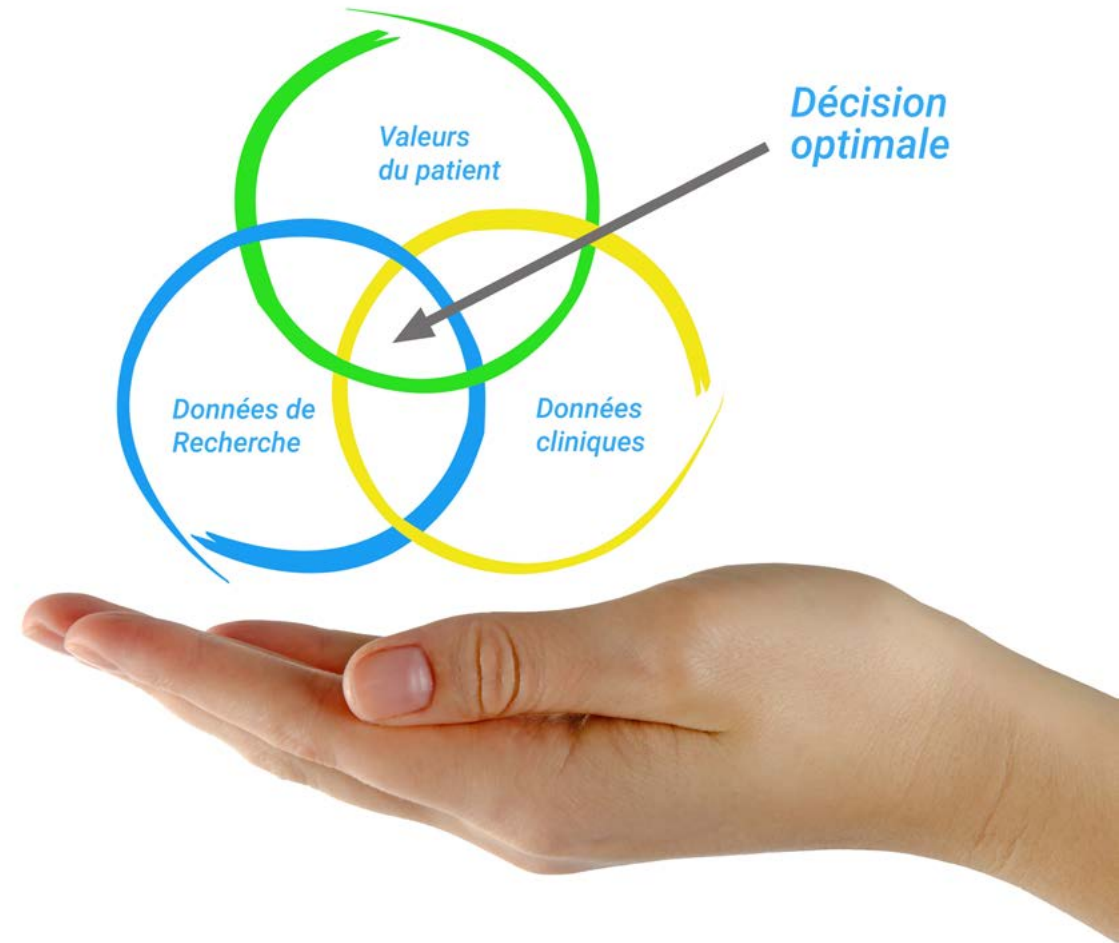 Décision
optimale
Valeurs
du patient
Données de
Recherche
Données
cliniques